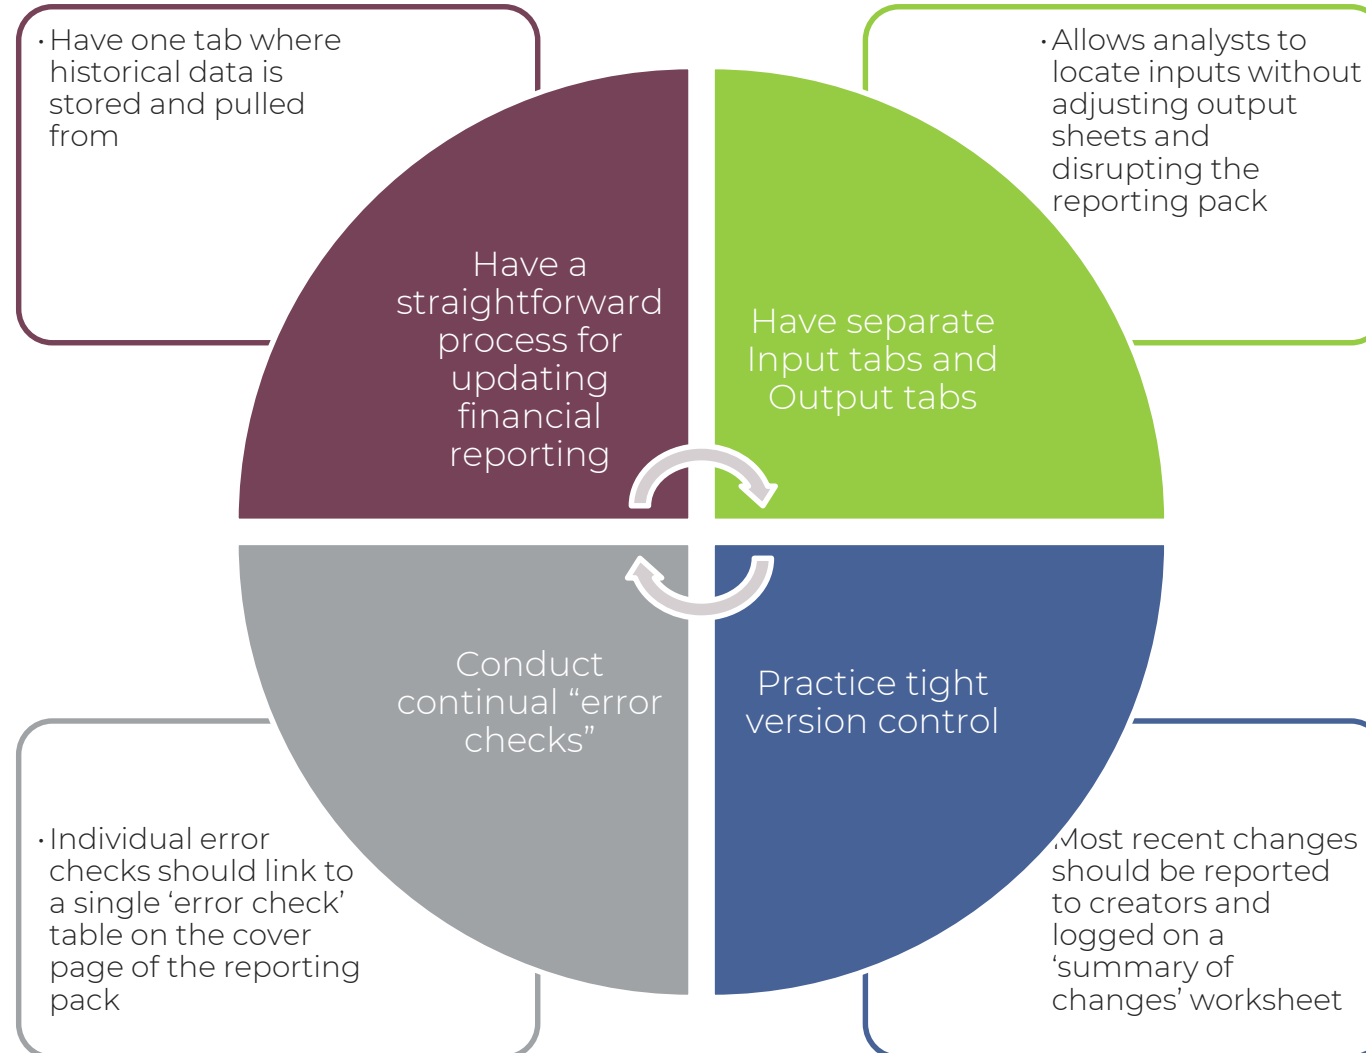 · Have one tab where
historical data is
stored and pulled
from
Have a
straightforward
process for
updating
financial
reporting
· Allows analysts to
locate inputs without
adjusting output
sheets and
disrupting the
reporting pack
Have separate
Input tabs and
Output tabs
Conduct
continual “error
checks”
· Individual error
checks should link to
a single ‘error check’
table on the cover
page of the reporting
pack
Practice tight
version control
Most recent changes
should be reported
to creators and
logged on a
‘summary of
changes’ worksheet